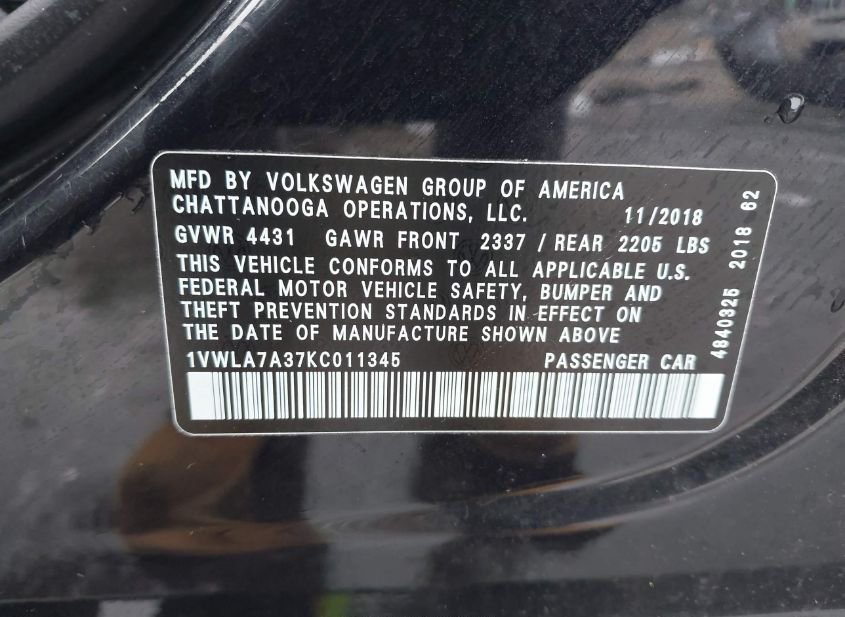 MFD BY VOLKSWAGEN GROUP OF AMERICA
CHATTANOOGA OPERATIONS, LLC. 11/2018
GVWR 4431 GAWR FRONT 2337 / REAR 2205 LBS
THIS VEHICLE CONFORMS TO ALL APPLICABLE U.S.
FEDERAL MOTOR VEHICLE SAFETY, BUMPER AND
THEFT PREVENTION STANDARDS IN EFFECT ON
THE DATE OF MANUFACTURE SHOWN ABOVE
1VWLA7A37KC011345 PASSENGER CAR
4840325 2018 62